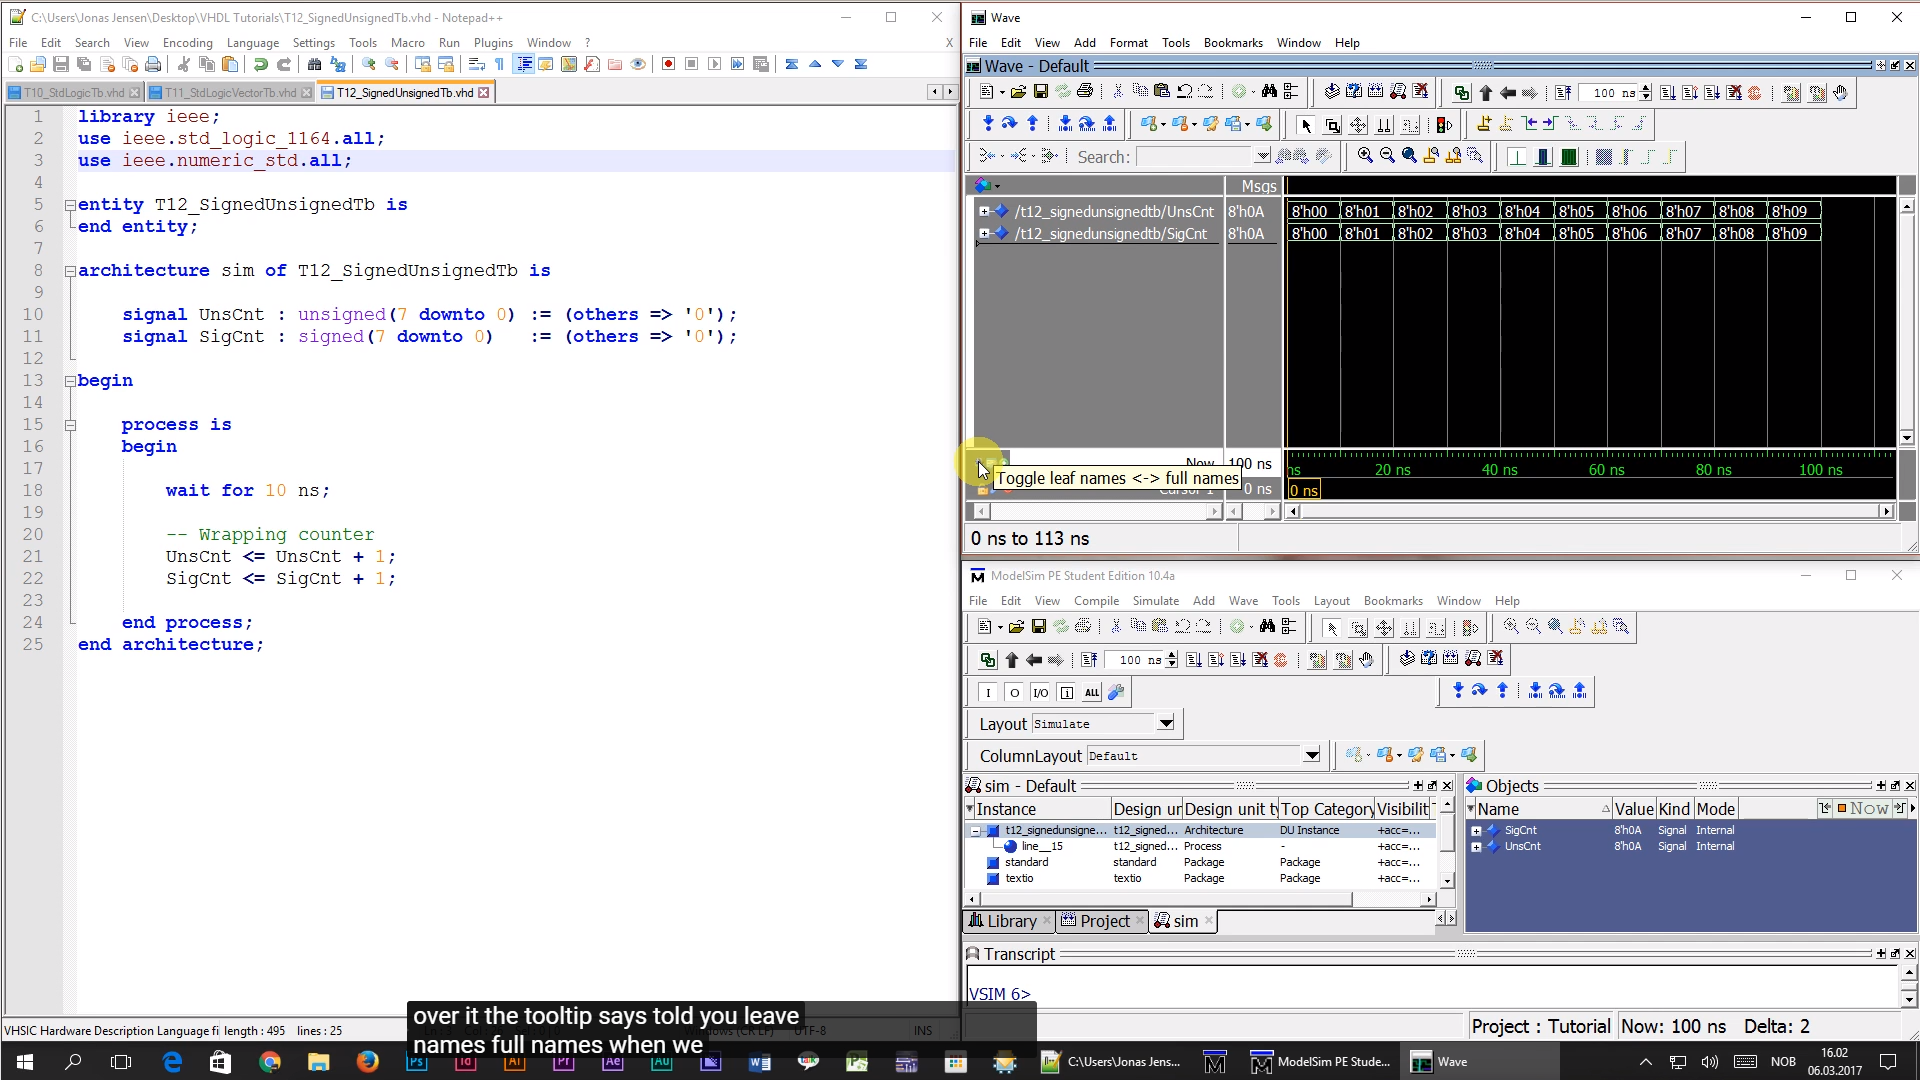 C:\Users\Jonas Jensen\Desktop\VHDL Tutorials\T12_SignedUnsignedTb.vhd - Notepad++
File Edit Search View Encoding Language Settings Tools Macro Run Plugins Window ? X
T10_StdLogicTb.vhd T11_StdLogicVectorTb.vhd T12_SignedUnsignedTb.vhd
1 library ieee;
2 use ieee.std_logic_1164.all;
3 use ieee.numeric_std.all;
4
5 entity T12_SignedUnsignedTb is
6 end entity;
7
8 architecture sim of T12_SignedUnsignedTb is
9
10 signal UnsCnt : unsigned(7 downto 0) := (others => '0');
11 signal SigCnt : signed(7 downto 0) := (others => '0');
12
13 begin
14
15 process is
16 begin
17
18 wait for 10 ns;
19
20 -- Wrapping counter
21 UnsCnt <= UnsCnt + 1;
22 SigCnt <= SigCnt + 1;
23
24 end process;
25 end architecture;
VHSIC Hardware Description Language fi length : 495 lines : 25 UTF-8 INS
Wave
File Edit View Add Format Tools Bookmarks Window Help
Wave - Default
100 ns
Search:
Msgs
/t12_signedunsignedtb/UnsCnt 8'h0A 8'h00 8'h01 8'h02 8'h03 8'h04 8'h05 8'h06 8'h07 8'h08 8'h09
/t12_signedunsignedtb/SigCnt 8'h0A 8'h00 8'h01 8'h02 8'h03 8'h04 8'h05 8'h06 8'h07 8'h08 8'h09
Now 100 ns ns 20 ns 40 ns 60 ns 80 ns 100 ns
Toggle leaf names <-> full names
Cursor 1 0 ns 0 ns
0 ns to 113 ns
ModelSim PE Student Edition 10.4a
File Edit View Compile Simulate Add Wave Tools Layout Bookmarks Window Help
100 ns
I O I/O i ALL
Layout Simulate
ColumnLayout Default
sim - Default
Instance Design ur Design unit t Top Category Visibilit
t12_signedunsigne... t12_signed... Architecture DU Instance +acc=...
line__15 t12_signed... Process - +acc=...
standard standard Package Package +acc=...
textio textio Package Package +acc=...
Library Project sim
Objects
Name Value Kind Mode Now
SigCnt 8'h0A Signal Internal
UnsCnt 8'h0A Signal Internal
Transcript
VSIM 6>
Project : Tutorial Now: 100 ns Delta: 2
over it the tooltip says told you leave
names full names when we
Ps Id Ai Pr Ae Au
C:\Users\Jonas Jens... ModelSim PE Stude... Wave
NOB 16.02
06.03.2017